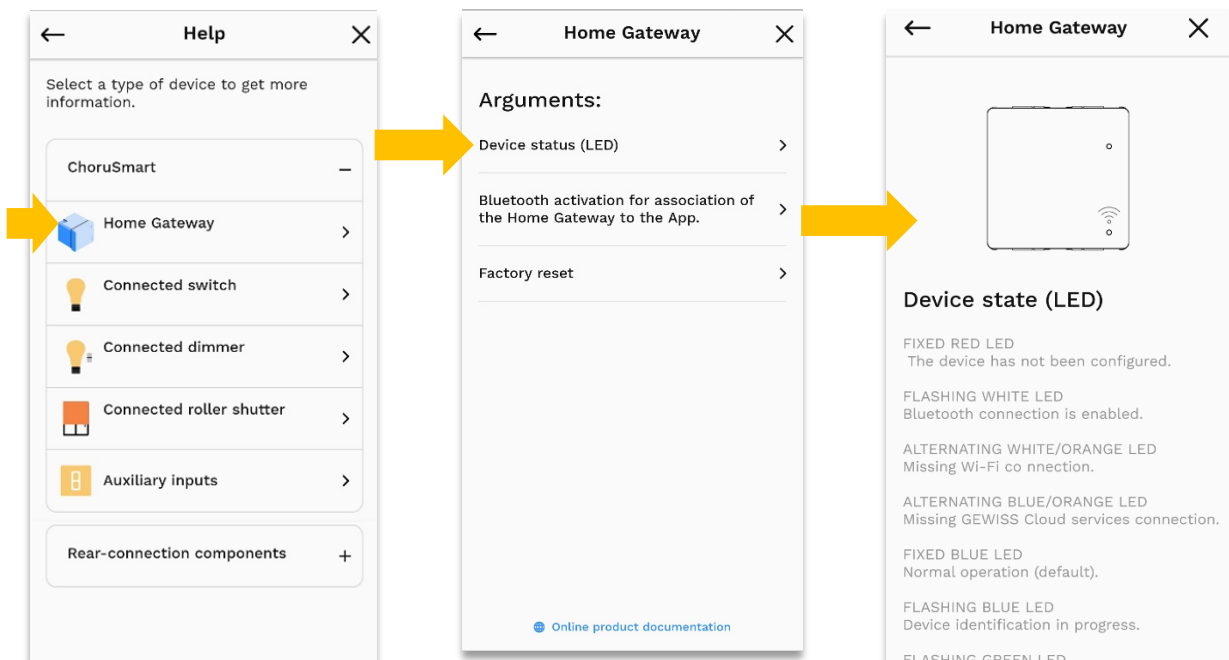 Help
Select a type of device to get more
information.
ChoruSmart
Home Gateway
Connected switch
Connected dimmer
Connected roller shutter
Auxiliary inputs
Rear-connection components
Home Gateway
Arguments:
Device status (LED)
Bluetooth activation for association of
the Home Gateway to the App.
Factory reset
Online product documentation
Home Gateway
Device state (LED)
FIXED RED LED
The device has not been configured.
FLASHING WHITE LED
Bluetooth connection is enabled.
ALTERNATING WHITE/ORANGE LED
Missing Wi-Fi co nnection.
ALTERNATING BLUE/ORANGE LED
Missing GEWISS Cloud services connection.
FIXED BLUE LED
Normal operation (default).
FLASHING BLUE LED
Device identification in progress.
FLASHING GREEN LED